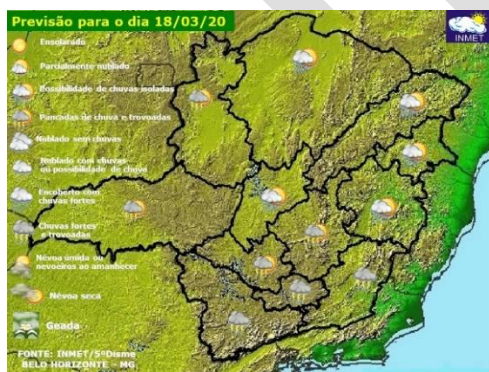 Previsão para o dia 18/03/20
INMET
Ensolarado
Parcialmente nublado
Possibilidade de chuvas isoladas
Pancadas de chuva e trovoadas
Nublado sem chuvas
Nublado com chuvas
ou possibilidade de chuva
Encoberto com
chuvas fortes
Chuvas fortes
e trovoadas
Névoa úmida ou
nevoeiros ao amanhecer
Névoa seca
Geada
FONTE: INMET/5ºDisme
BELO HORIZONTE - MG